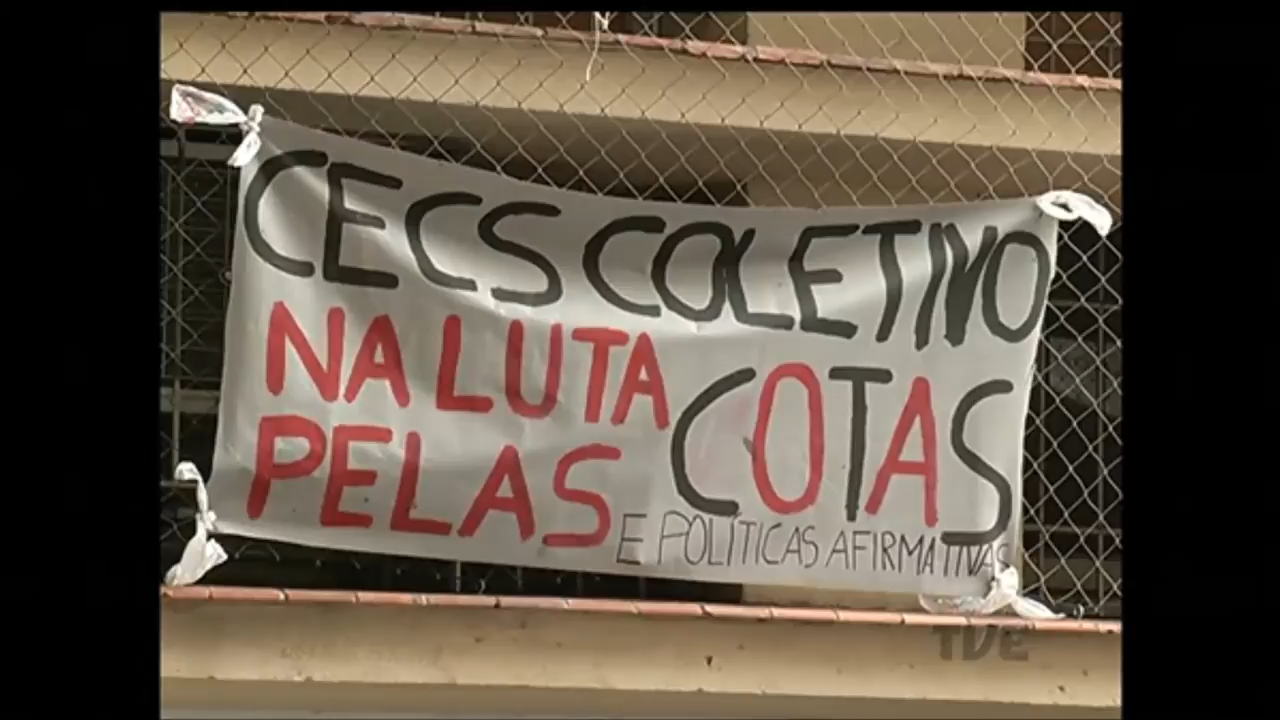 CECS COLETIVO
NA LUTA
PELAS COTAS
E POLÍTICAS AFIRMATIVAS
TVE